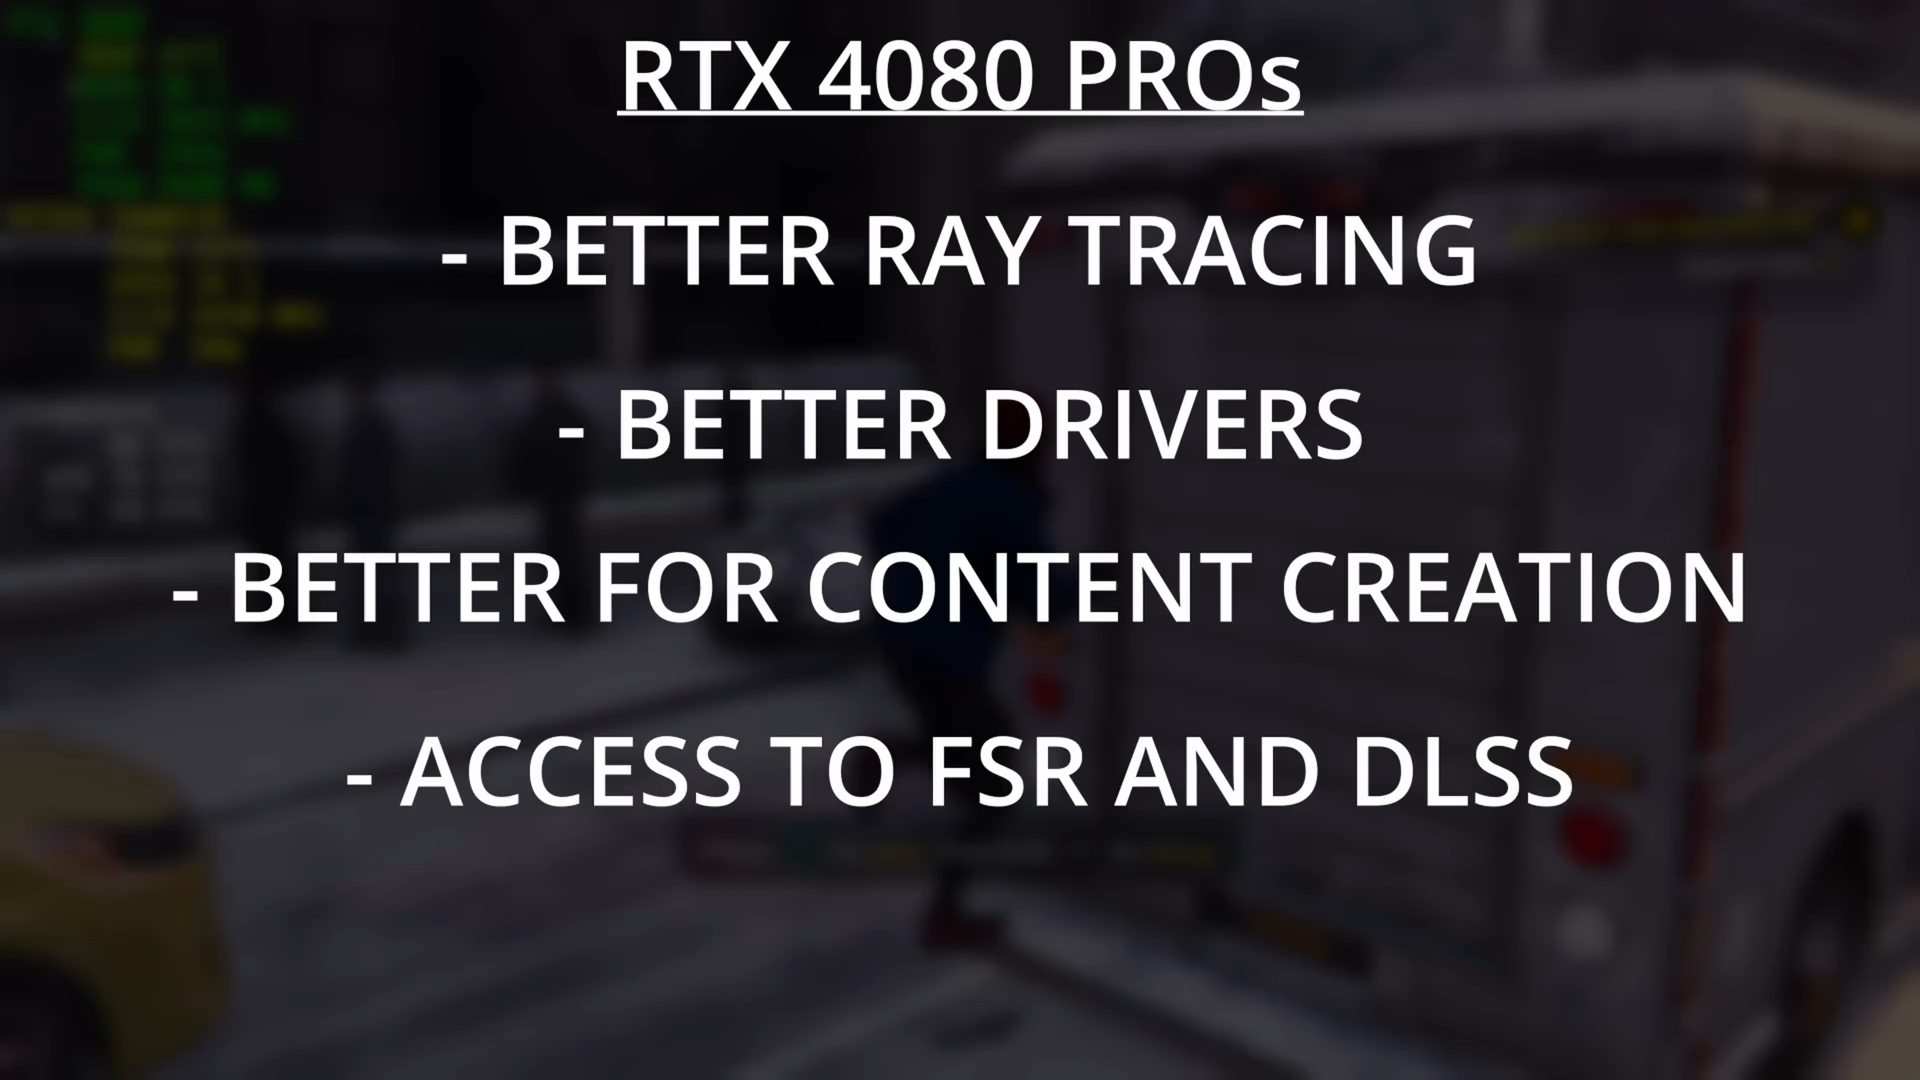 RTX 4080 PROs
- BETTER RAY TRACING
- BETTER DRIVERS
- BETTER FOR CONTENT CREATION
- ACCESS TO FSR AND DLSS